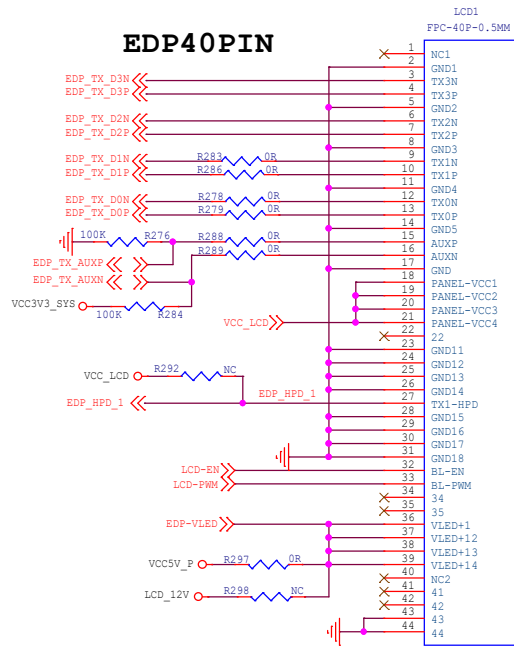 LCD1
FPC-40P-0.5MM
EDP40PIN
1 NC1
2 GND1
EDP_TX_D3N 3 TX3N
EDP_TX_D3P 4 TX3P
5 GND2
EDP_TX_D2N 6 TX2N
EDP_TX_D2P 7 TX2P
8 GND3
EDP_TX_D1N R283 0R 9 TX1N
EDP_TX_D1P R286 0R 10 TX1P
11 GND4
EDP_TX_D0N R278 0R 12 TX0N
EDP_TX_D0P R279 0R 13 TX0P
14 GND5
100K R276 R288 0R 15 AUXP
R289 0R 16 AUXN
EDP_TX_AUXP 17 GND
EDP_TX_AUXN 18 PANEL-VCC1
19 PANEL-VCC2
VCC3V3_SYS 100K R284 20 PANEL-VCC3
VCC_LCD 21 PANEL-VCC4
22 22
23 GND11
24 GND12
VCC_LCD R292 NC 25 GND13
26 GND14
EDP_HPD_1 EDP_HPD_1 27 TX1-HPD
28 GND15
29 GND16
30 GND17
31 GND18
LCD-EN 32 BL-EN
LCD-PWM 33 BL-PWM
34 34
35 35
EDP-VLED 36 VLED+1
37 VLED+12
38 VLED+13
VCC5V_P R297 0R 39 VLED+14
40 NC2
LCD_12V R298 NC 41 41
42 42
43 43
44 44